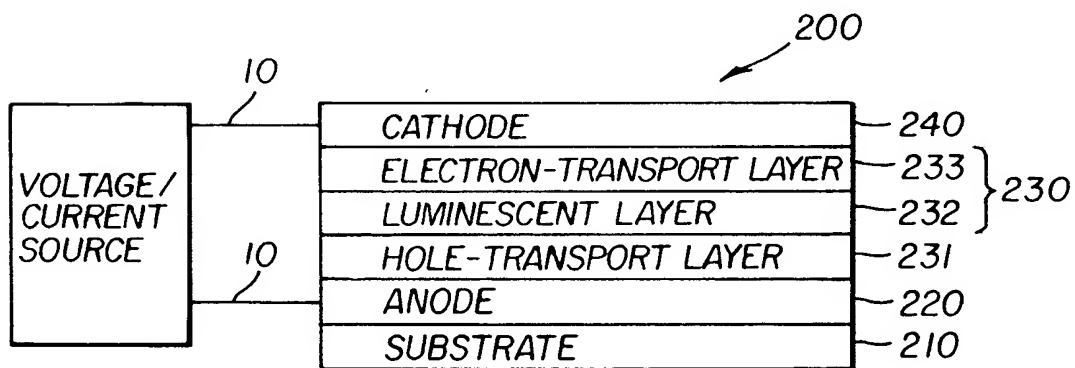 200
10
CATHODE 240
ELECTRON-TRANSPORT LAYER 233
VOLTAGE/
CURRENT
SOURCE
LUMINESCENT LAYER 232
230
10
HOLE-TRANSPORT LAYER 231
ANODE 220
SUBSTRATE 210